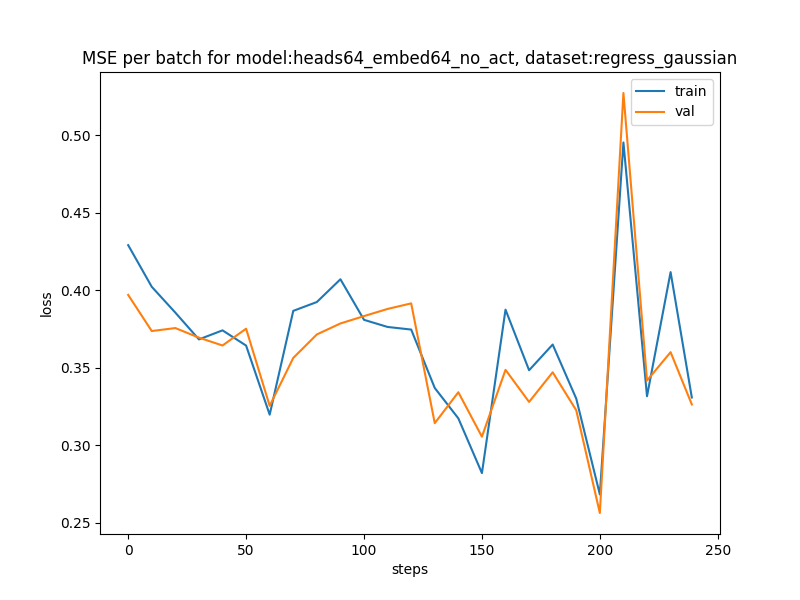 MSE per batch for model:heads64_embed64_no_act, dataset:regress_gaussian
train
val
0.50
0.45
0.40
0.35
0.30
0.25
loss
0 50 100 150 200 250
steps